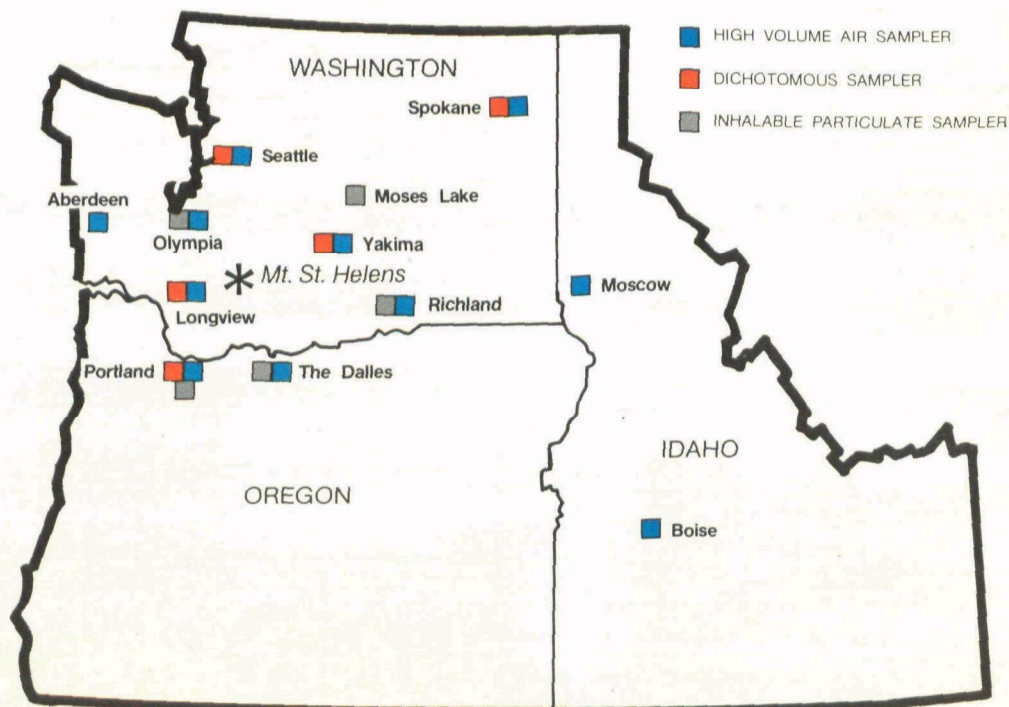 HIGH VOLUME AIR SAMPLER
WASHINGTON
DICHOTOMOUS SAMPLER
Spokane
INHALABLE PARTICULATE SAMPLER
Seattle
Moses Lake
Aberdeen
Olympia
Yakima
Mt. St. Helens
Moscow
Longview
Richland
Portland
The Dalles
IDAHO
OREGON
Boise